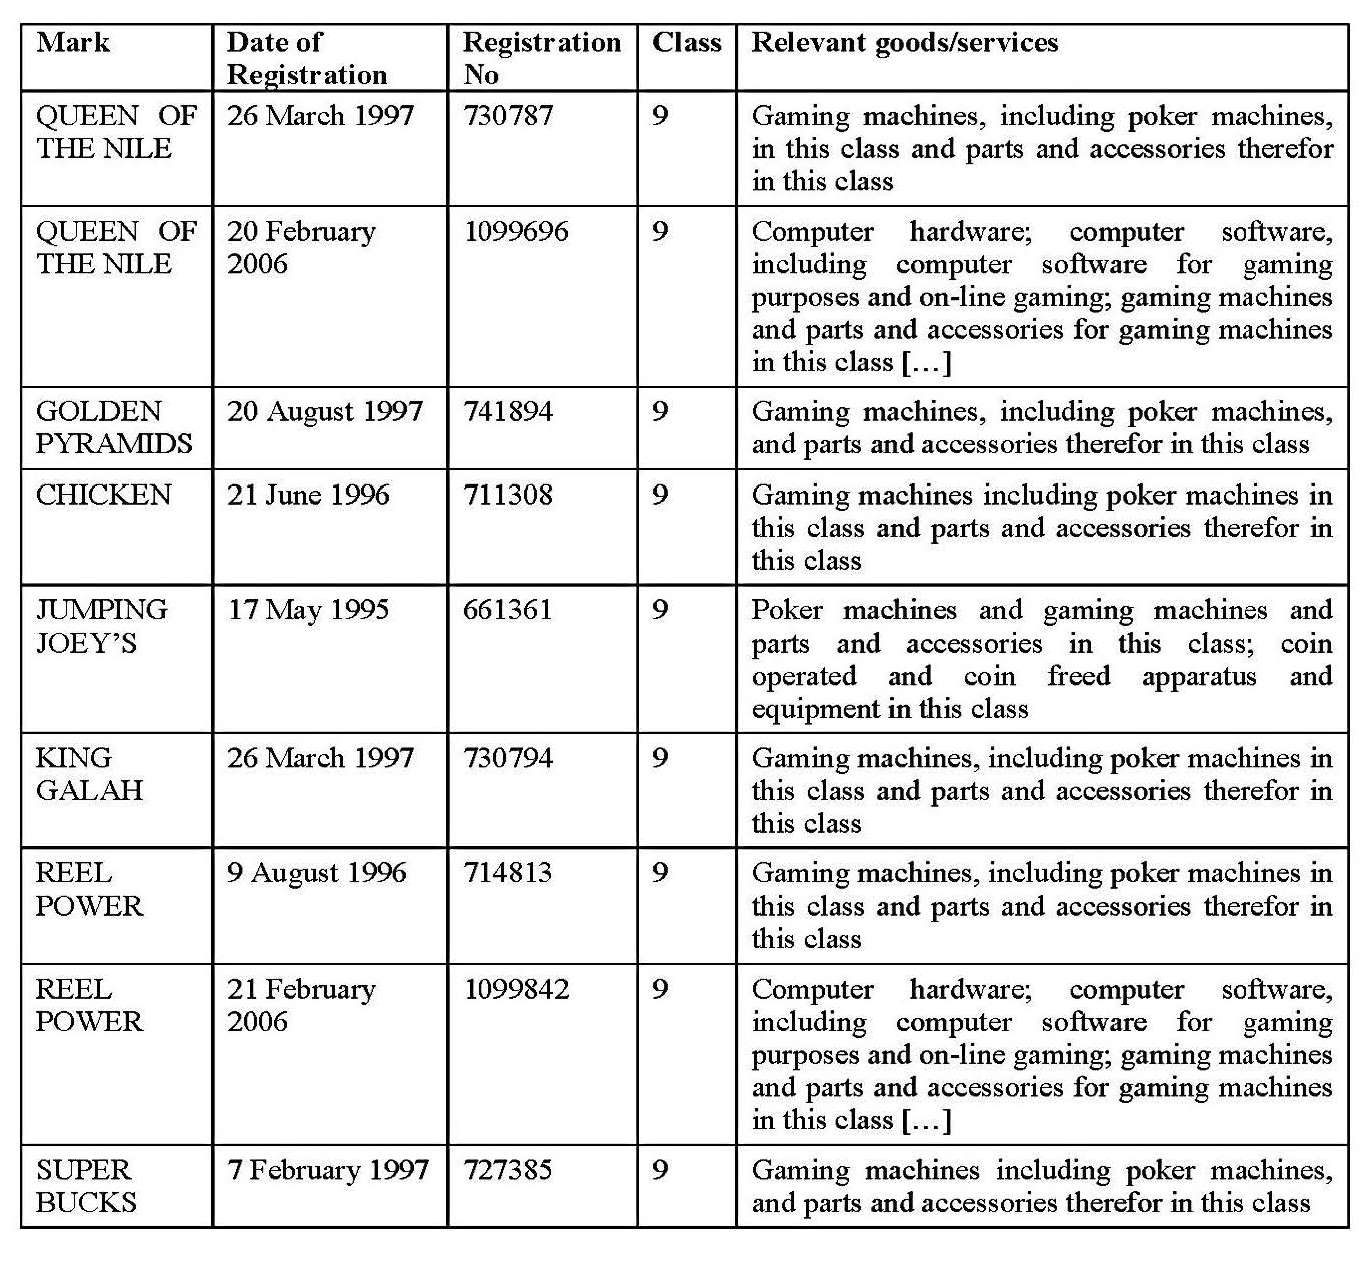 Mark
Date of
Registration
Registration
No
Class
Relevant goods/services
QUEEN OF
THE NILE
26 March 1997
730787
9
Gaming machines, including poker machines,
in this class and parts and accessories therefor
in this class
QUEEN OF
THE NILE
20 February
2006
1099696
9
Computer hardware; computer software,
including computer software for gaming
purposes and on-line gaming; gaming machines
and parts and accessories for gaming machines
in this class […]
GOLDEN
PYRAMIDS
20 August 1997
741894
9
Gaming machines, including poker machines,
and parts and accessories therefor in this class
CHICKEN
21 June 1996
711308
9
Gaming machines including poker machines in
this class and parts and accessories therefor in
this class
JUMPING
JOEY’S
17 May 1995
661361
9
Poker machines and gaming machines and
parts and accessories in this class; coin
operated and coin freed apparatus and
equipment in this class
KING
GALAH
26 March 1997
730794
9
Gaming machines, including poker machines in
this class and parts and accessories therefor in
this class
REEL
POWER
9 August 1996
714813
9
Gaming machines, including poker machines in
this class and parts and accessories therefor in
this class
REEL
POWER
21 February
2006
1099842
9
Computer hardware; computer software,
including computer software for gaming
purposes and on-line gaming; gaming machines
and parts and accessories for gaming machines
in this class […]
SUPER
BUCKS
7 February 1997
727385
9
Gaming machines including poker machines,
and parts and accessories therefor in this class